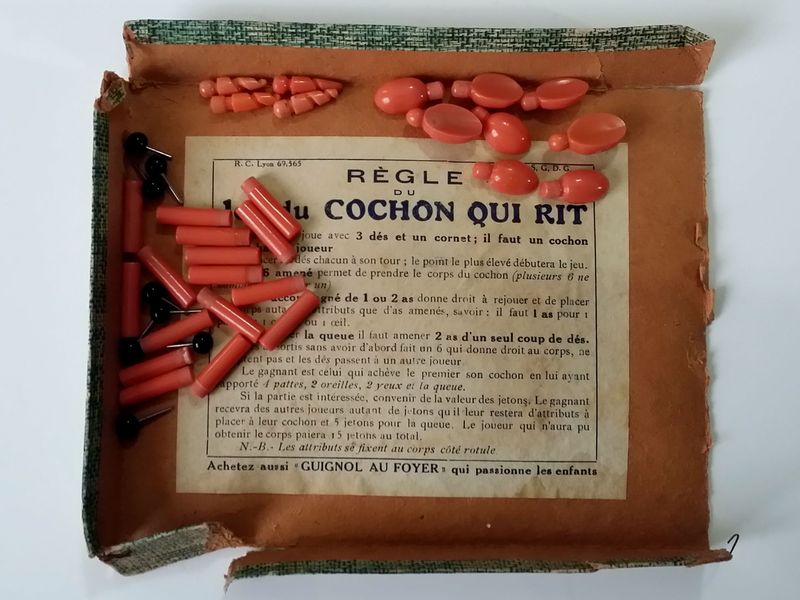 R. C. Lyon 69,565
S, G, D. G.
RÈGLE
DU
du COCHON QUI RIT
joue avec 3 dés et un cornet ; il faut un cochon
joueur
dés chacun à son tour ; le point le plus élevé débutera le jeu.
6 amené permet de prendre le corps du cochon (plusieurs 6 ne
un)
accompagné de 1 ou 2 as donne droit à rejouer et de placer
attributs que d'as amenés, savoir : il faut 1 as pour 1
ou 1 œil.
la queue il faut amener 2 as d'un seul coup de dés.
sortis sans avoir d'abord fait un 6 qui donne droit au corps, ne
pas et les dés passent à un autre joueur.
Le gagnant est celui qui achève le premier son cochon en lui ayant
apporté 4 pattes, 2 oreilles, 2 yeux et la queue.
Si la partie est intéressée, convenir de la valeur des jetons. Le gagnant
recevra des autres joueurs autant de jetons qu'il leur restera d'attributs à
placer à leur cochon et 5 jetons pour la queue. Le joueur qui n'aura pu
obtenir le corps paiera 15 jetons au total.
N.-B.- Les attributs se fixent au corps côté rotule
Achetez aussi "GUIGNOL AU FOYER" qui passionne les enfants